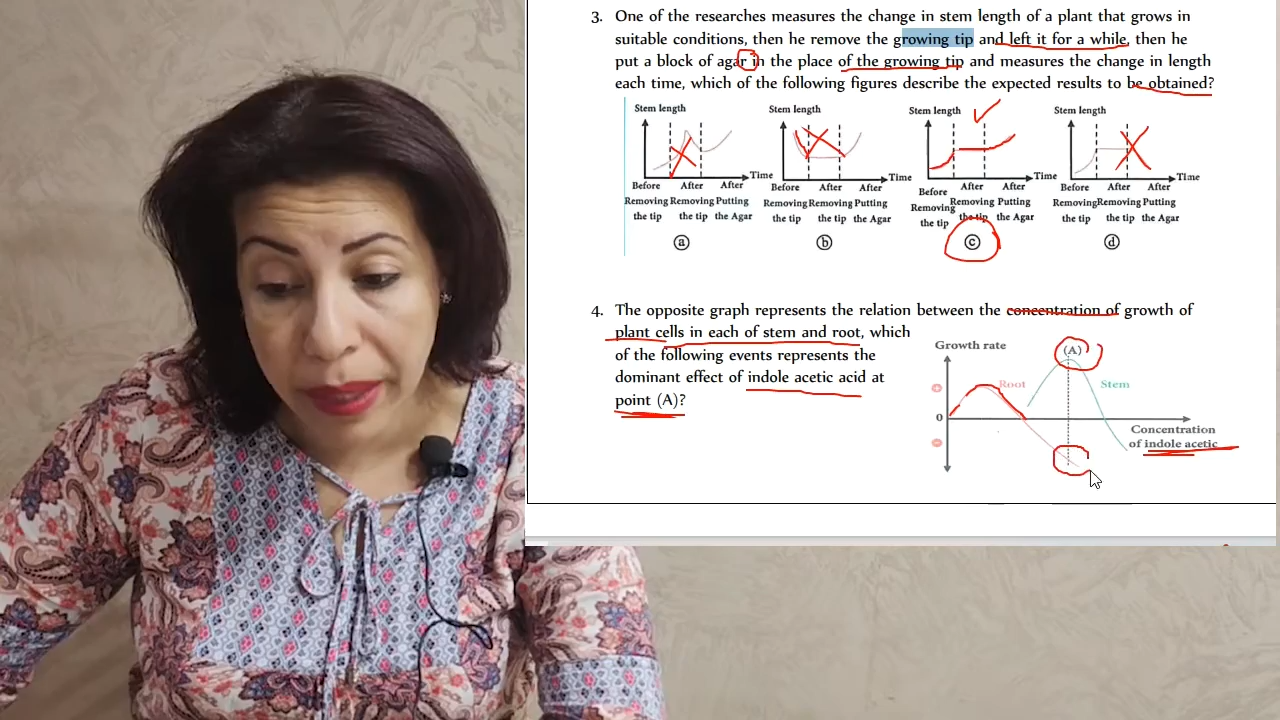 3. One of the researches measures the change in stem length of a plant that grows in
suitable conditions, then he remove the growing tip and left it for a while, then he
put a block of agar in the place of the growing tip and measures the change in length
each time, which of the following figures describe the expected results to be obtained?
Stem length
Time
Before
Removing
the tip
After
Removing
the tip
After
Putting
the Agar
ⓐ
Stem length
Time
Before
Removing
the tip
After
Removing
the tip
After
Putting
the Agar
ⓑ
Stem length
Time
Before
Removing
the tip
After
Removing
the tip
After
Putting
the Agar
ⓒ
Stem length
Time
Before
Removing
the tip
After
Removing
the tip
After
Putting
the Agar
ⓓ
4. The opposite graph represents the relation between the concentration of growth of
plant cells in each of stem and root, which
of the following events represents the
dominant effect of indole acetic acid at
point (A)?
Growth rate
(A)
Root
Stem
+
0
-
Concentration
of indole acetic